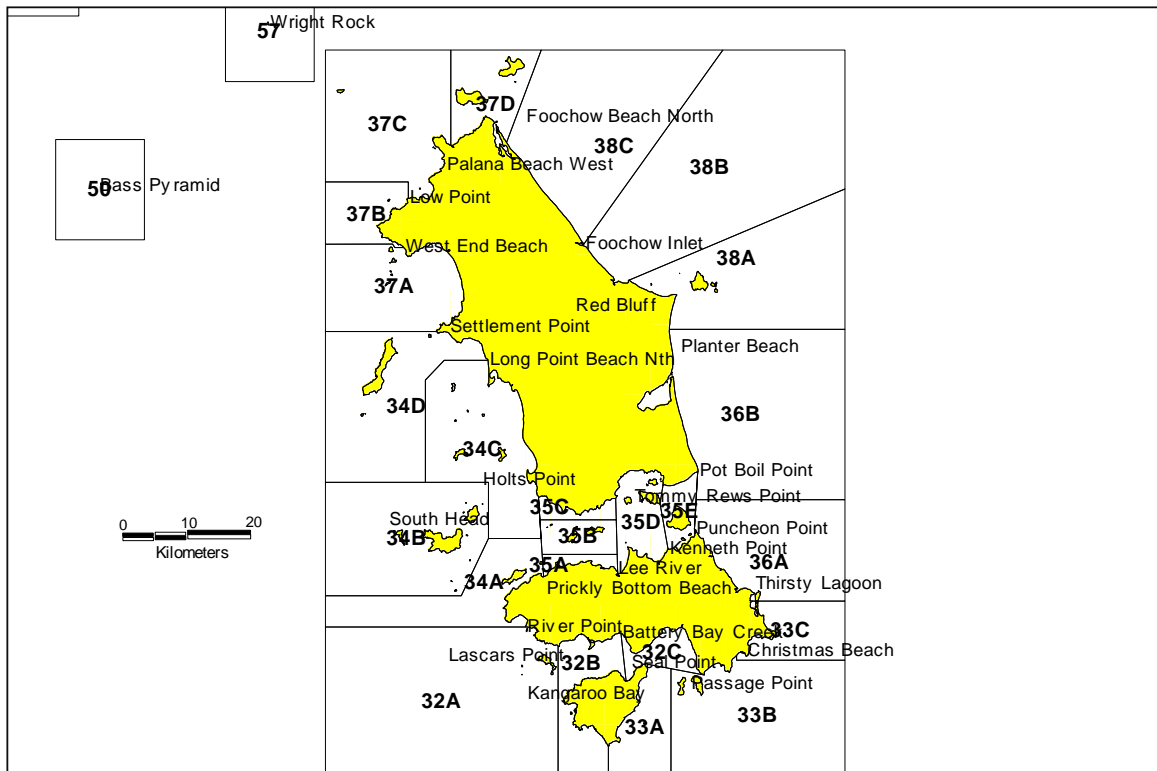 Wright Rock
57
37D
Foochow Beach North
37C
38C
Palana Beach West
38B
50
Bass Pyramid
Low Point
37B
West End Beach
Foochow Inlet
38A
37A
Red Bluff
Settlement Point
Planter Beach
Long Point Beach Nth
34D
36B
34C
Pot Boil Point
Holts Point
Tommy Rews Point
35C
35E
South Head
35D
0 10 20
Kilometers
34B
35B
Puncheon Point
Kenneth Point
35A
Lee River
36A
34A
Prickly Bottom Beach
Thirsty Lagoon
River Point
Battery Bay Creek
33C
Lascars Point
32B
32C
Christmas Beach
Seal Point
Kangaroo Bay
Passage Point
32A
33A
33B